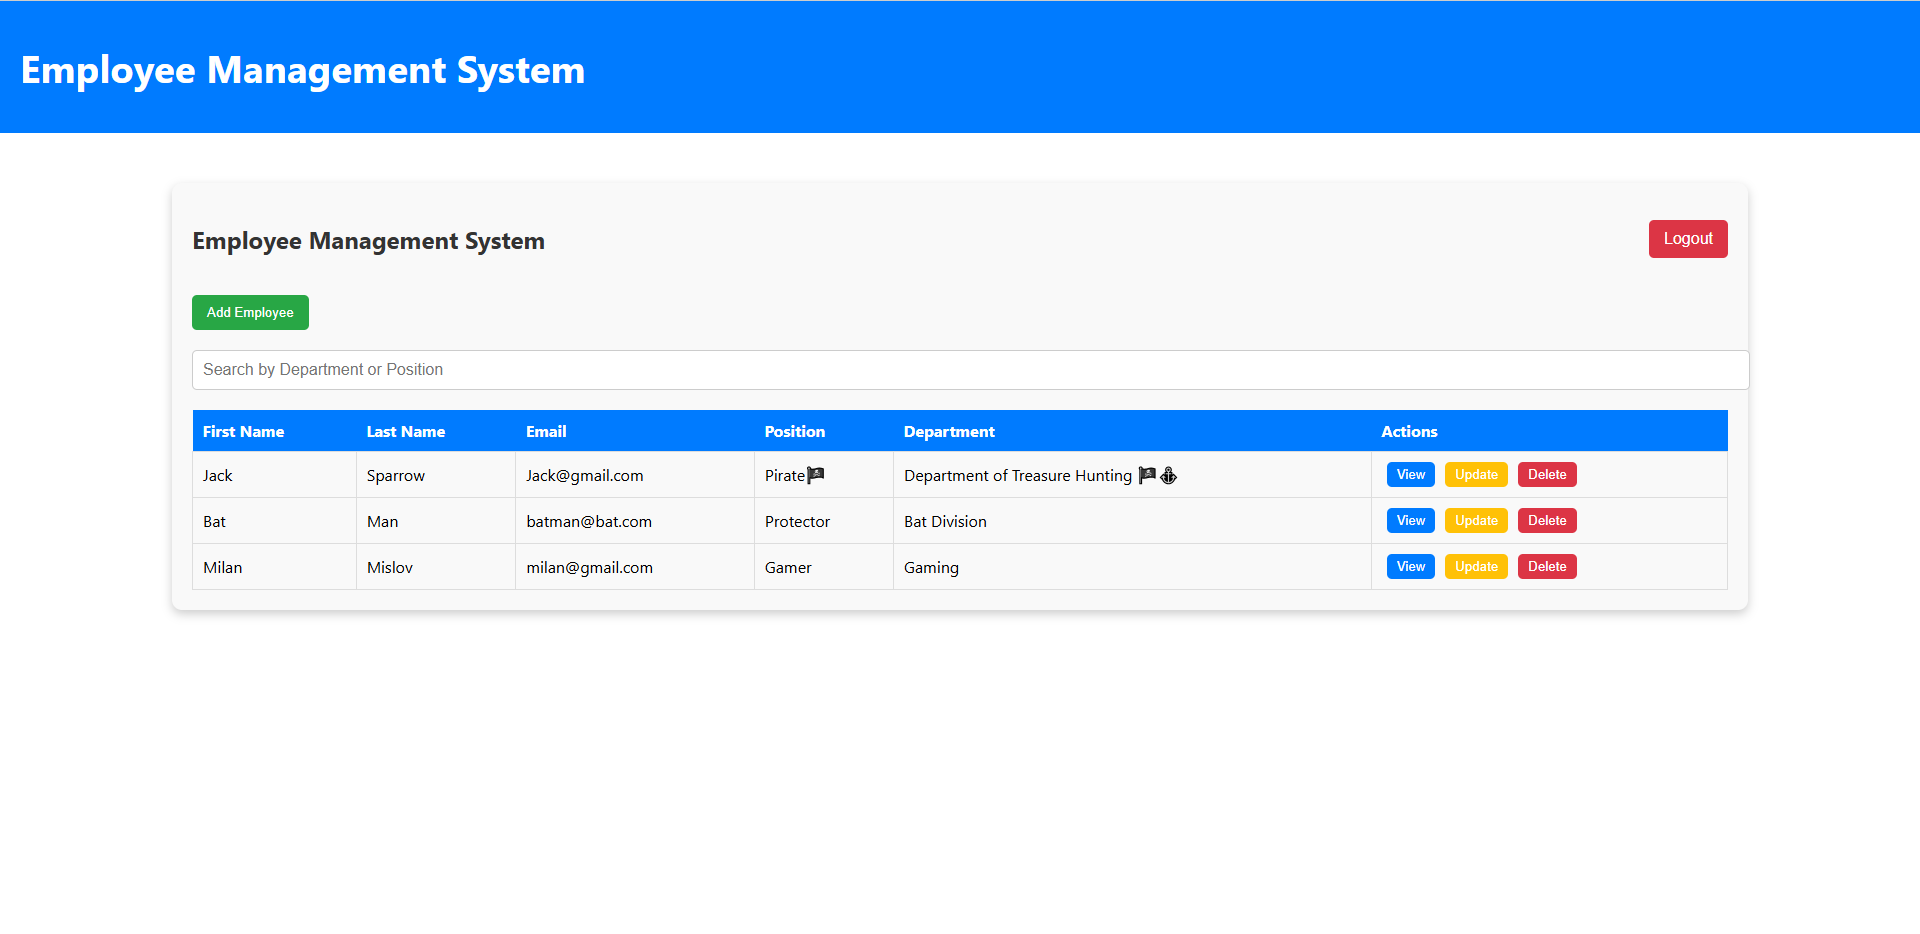 Employee Management System
Employee Management System
Logout
Add Employee
Search by Department or Position
First Name Last Name Email Position Department Actions
Jack Sparrow Jack@gmail.com Pirate🏴‍☠️ Department of Treasure Hunting 🏴‍☠️⚓ View Update Delete
Bat Man batman@bat.com Protector Bat Division View Update Delete
Milan Mislov milan@gmail.com Gamer Gaming View Update Delete